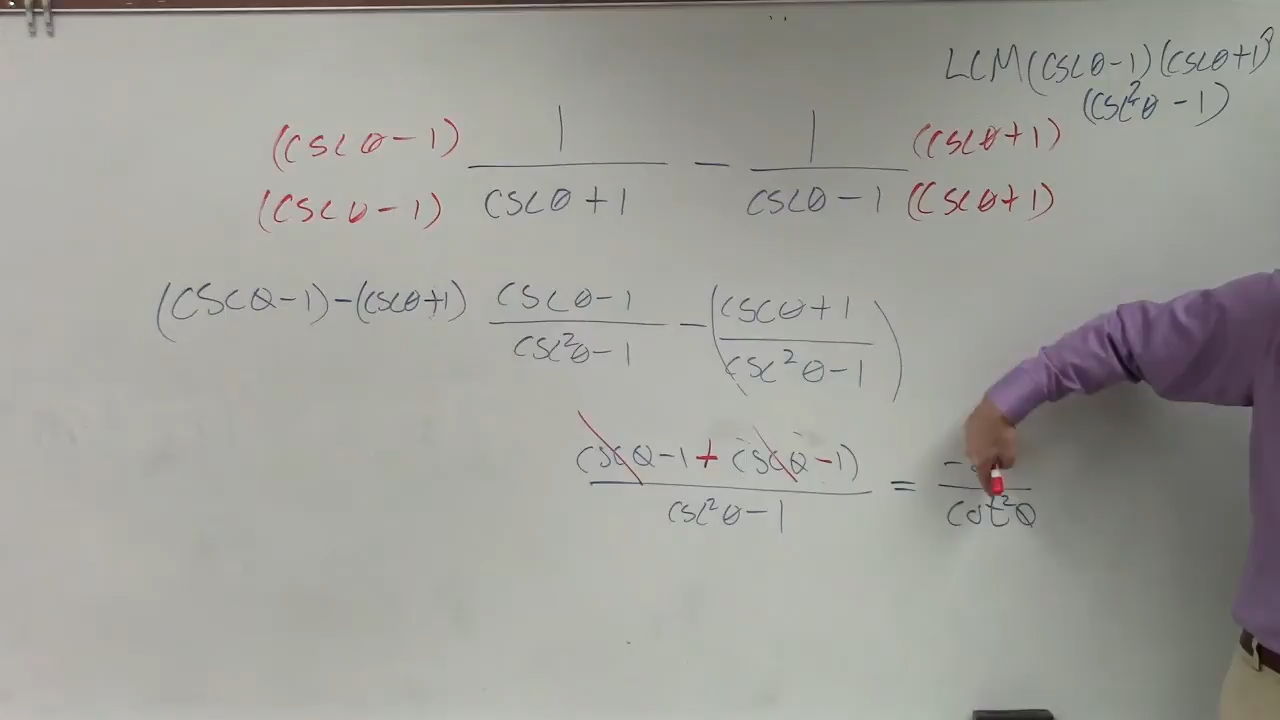 LCM (cscθ-1)(cscθ+1)
(csc²θ-1)
(cscθ-1) 1 - 1 (cscθ+1)
(cscθ-1) cscθ+1 cscθ-1 (cscθ+1)
(cscθ-1)-(cscθ+1) cscθ-1 - (cscθ+1
csc²θ-1 csc²θ-1)
cscθ-1 + cscθ-1) = -
csc²θ-1 cot²θ